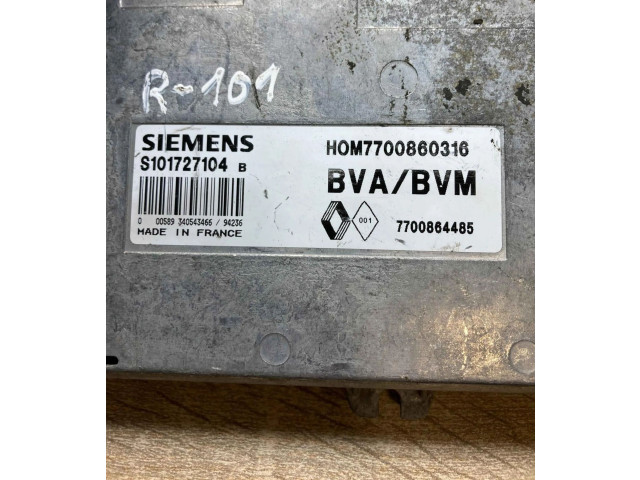 R-101
SIEMENS
S101727104 B
0 00589 340543466 / 94236
MADE IN FRANCE
HOM7700860316
BVA/BVM
001
7700864485